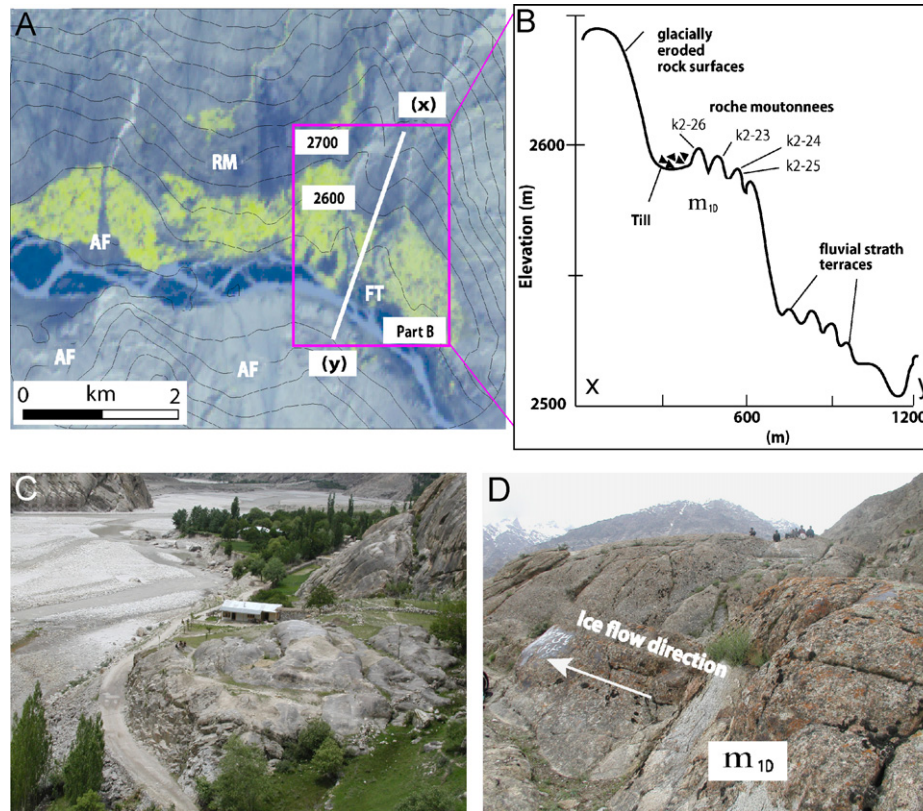 A
(x)
2700
RM
2600
AF
FT
Part B
(y)
AF
AF
0 km 2
B
glacially
eroded
rock surfaces
roche moutonnees
k2-26
k2-23
k2-24
k2-25
2600
Till
m1D
Elevation (m)
fluvial strath
terraces
2500
x
y
600
1200
(m)
C
D
Ice flow direction
m1D